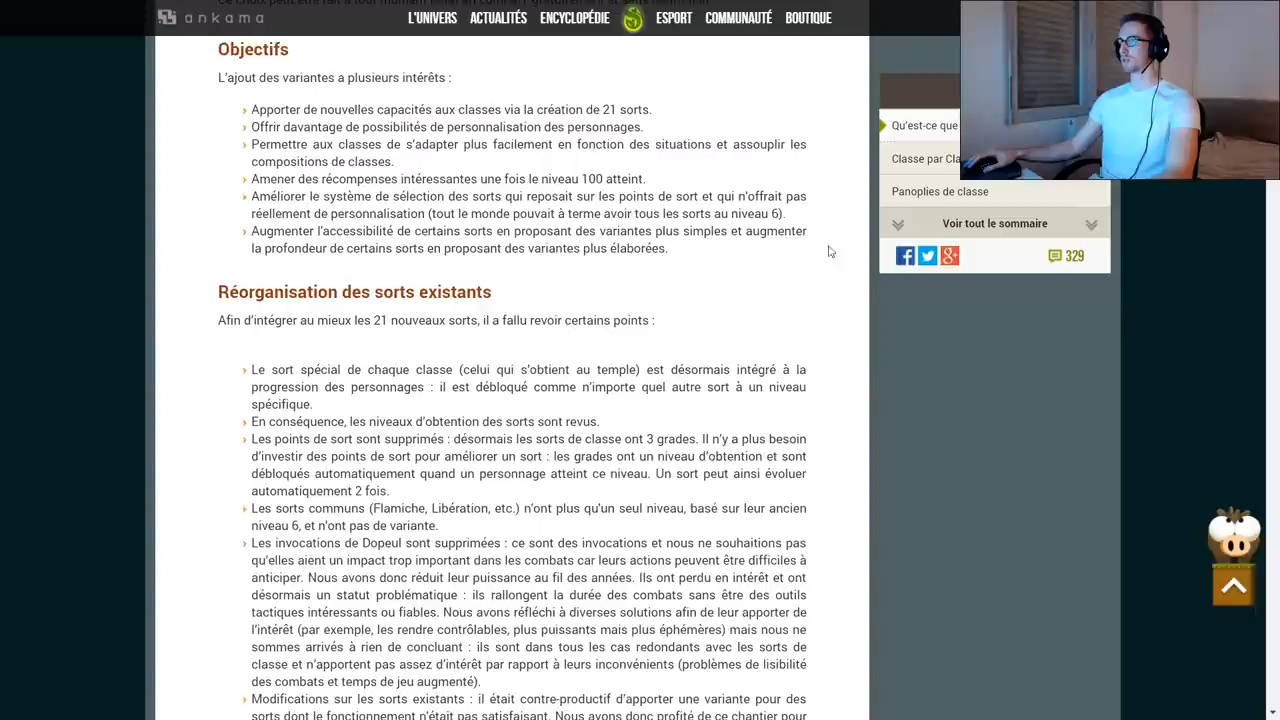 ankama
L'UNIVERS ACTUALITÉS ENCYCLOPÉDIE ESPORT COMMUNAUTÉ BOUTIQUE
Objectifs
L'ajout des variantes a plusieurs intérêts :
› Apporter de nouvelles capacités aux classes via la création de 21 sorts.
› Offrir davantage de possibilités de personnalisation des personnages.
› Permettre aux classes de s'adapter plus facilement en fonction des situations et assouplir les
compositions de classes.
› Amener des récompenses intéressantes une fois le niveau 100 atteint.
› Améliorer le système de sélection des sorts qui reposait sur les points de sort et qui n'offrait pas
réellement de personnalisation (tout le monde pouvait à terme avoir tous les sorts au niveau 6).
› Augmenter l'accessibilité de certains sorts en proposant des variantes plus simples et augmenter
la profondeur de certains sorts en proposant des variantes plus élaborées.
Réorganisation des sorts existants
Afin d'intégrer au mieux les 21 nouveaux sorts, il a fallu revoir certains points :
› Le sort spécial de chaque classe (celui qui s'obtient au temple) est désormais intégré à la
progression des personnages : il est débloqué comme n'importe quel autre sort à un niveau
spécifique.
› En conséquence, les niveaux d'obtention des sorts sont revus.
› Les points de sort sont supprimés : désormais les sorts de classe ont 3 grades. Il n'y a plus besoin
d'investir des points de sort pour améliorer un sort : les grades ont un niveau d'obtention et sont
débloqués automatiquement quand un personnage atteint ce niveau. Un sort peut ainsi évoluer
automatiquement 2 fois.
› Les sorts communs (Flamiche, Libération, etc.) n'ont plus qu'un seul niveau, basé sur leur ancien
niveau 6, et n'ont pas de variante.
› Les invocations de Dopeul sont supprimées : ce sont des invocations et nous ne souhaitions pas
qu'elles aient un impact trop important dans les combats car leurs actions peuvent être difficiles à
anticiper. Nous avons donc réduit leur puissance au fil des années. Ils ont perdu en intérêt et ont
désormais un statut problématique : ils rallongent la durée des combats sans être des outils
tactiques intéressants ou fiables. Nous avons réfléchi à diverses solutions afin de leur apporter de
l'intérêt (par exemple, les rendre contrôlables, plus puissants mais plus éphémères) mais nous ne
sommes arrivés à rien de concluant : ils sont dans tous les cas redondants avec les sorts de
classe et n'apportent pas assez d'intérêt par rapport à leurs inconvénients (problèmes de lisibilité
des combats et temps de jeu augmenté).
› Modifications sur les sorts existants : il était contre-productif d'apporter une variante pour des
sorts dont le fonctionnement n'était pas satisfaisant. Nous avons donc profité de ce chantier pour
Qu'est-ce que
Classe par Cla
Panoplies de classe
Voir tout le sommaire
329